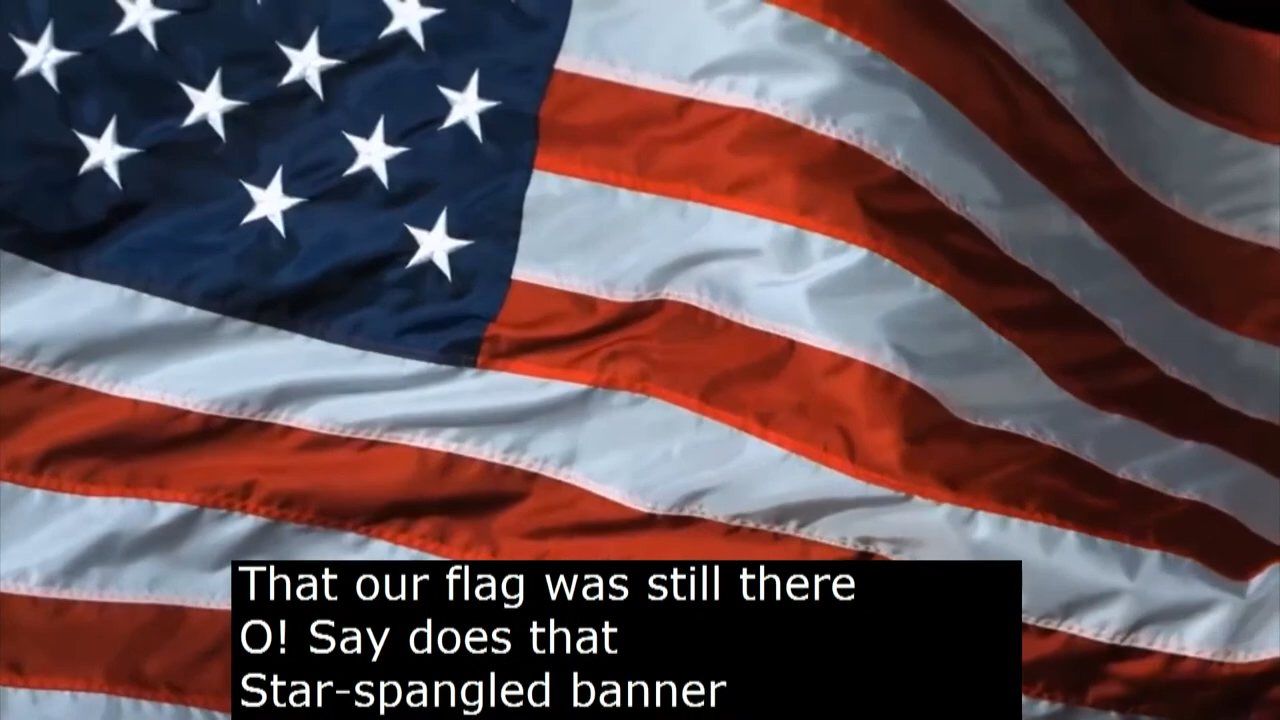 That our flag was still there
O! Say does that
Star-spangled banner